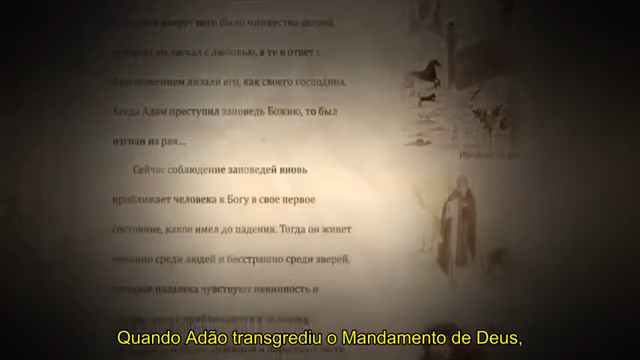 и вокруг него было множество
он ласкал с любовью, а те в ответ с
благоговением лизали его, как своего господина.
Когда Адам преступил заповедь Божию, то был
изгнан из рая...
Сейчас соблюдение заповедей вновь
приближает человека к Богу в свое первое
состояние, какое имел до падения. Тогда он живет
среди людей и бесстрашно среди зверей,
которые издалека чувствуют невинность и
приближаются к человеку
Quando Adão transgrediu o Mandamento de Deus,